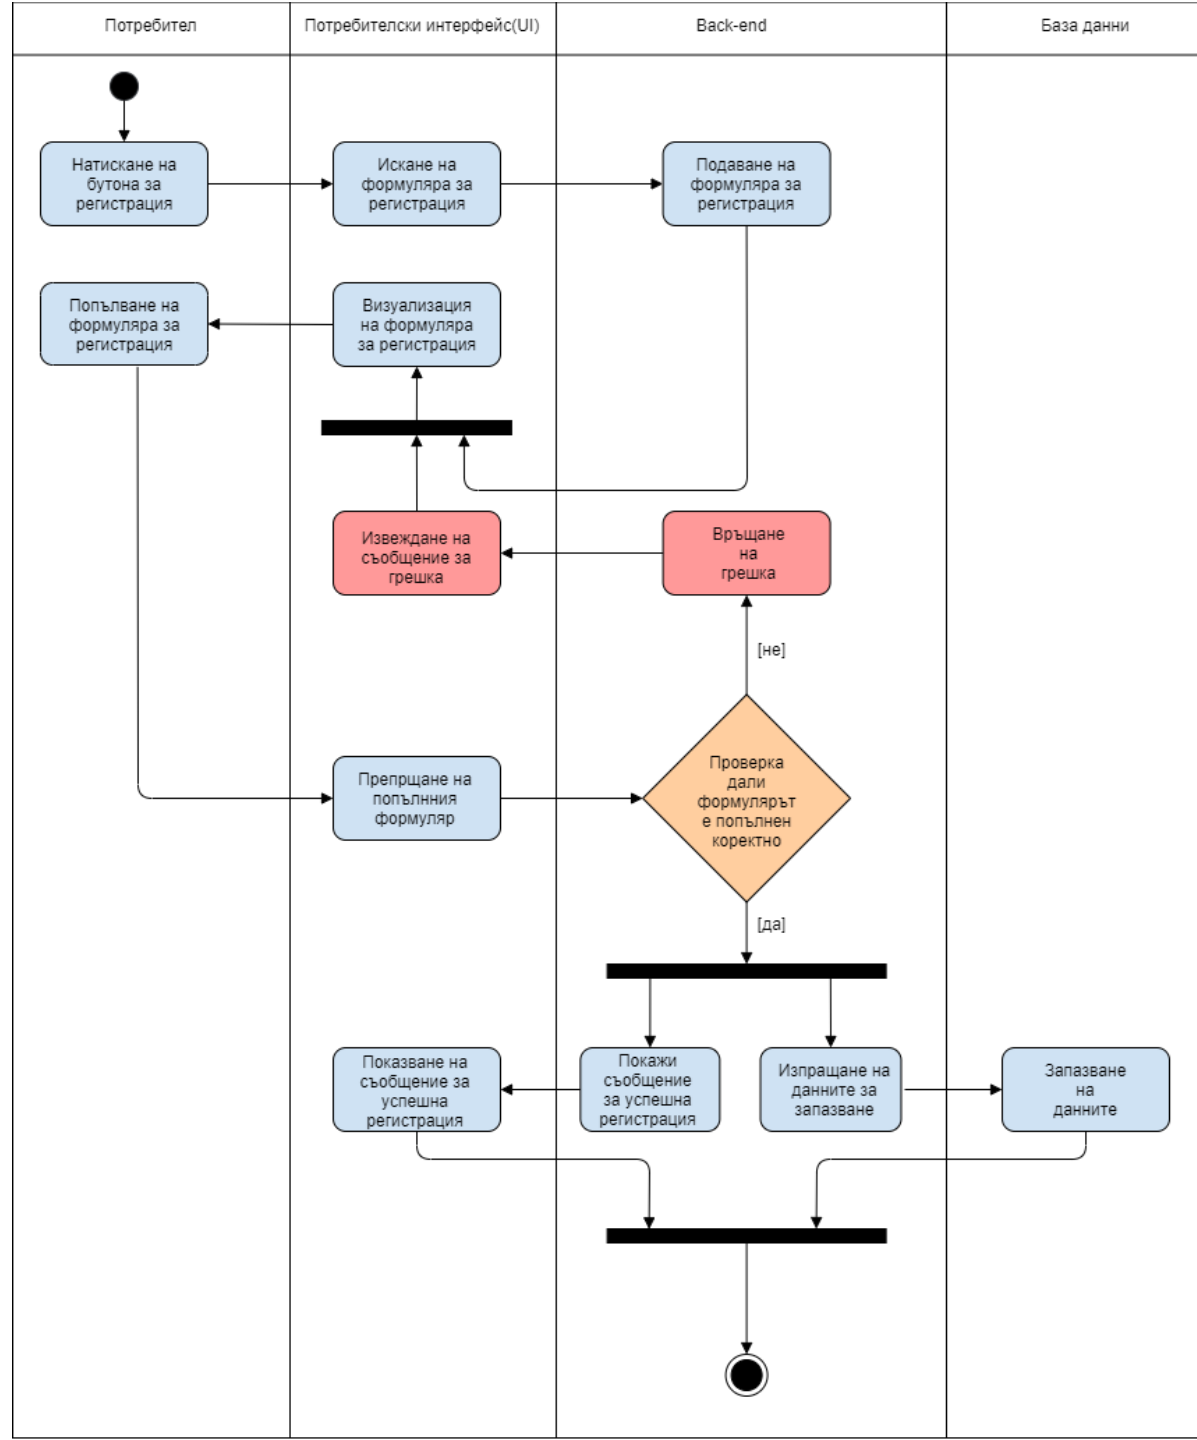 Потребител
Потребителски интерфейс(UI)
Back-end
База данни
Натискане на
бутона за
регистрация
Искане на
формуляра за
регистрация
Подаване на
формуляра за
регистрация
Попълване на
формуляра за
регистрация
Визуализация
на формуляра
за регистрация
Извеждане на
съобщение за
грешка
Връщане
на
грешка
[не]
Препрщане на
попълнния
формуляр
Проверка
дали
формулярът
е попълнен
коректно
[да]
Показване на
съобщение за
успешна
регистрация
Покажи
съобщение
за успешна
регистрация
Изпращане на
данните за
запазване
Запазване
на
данните